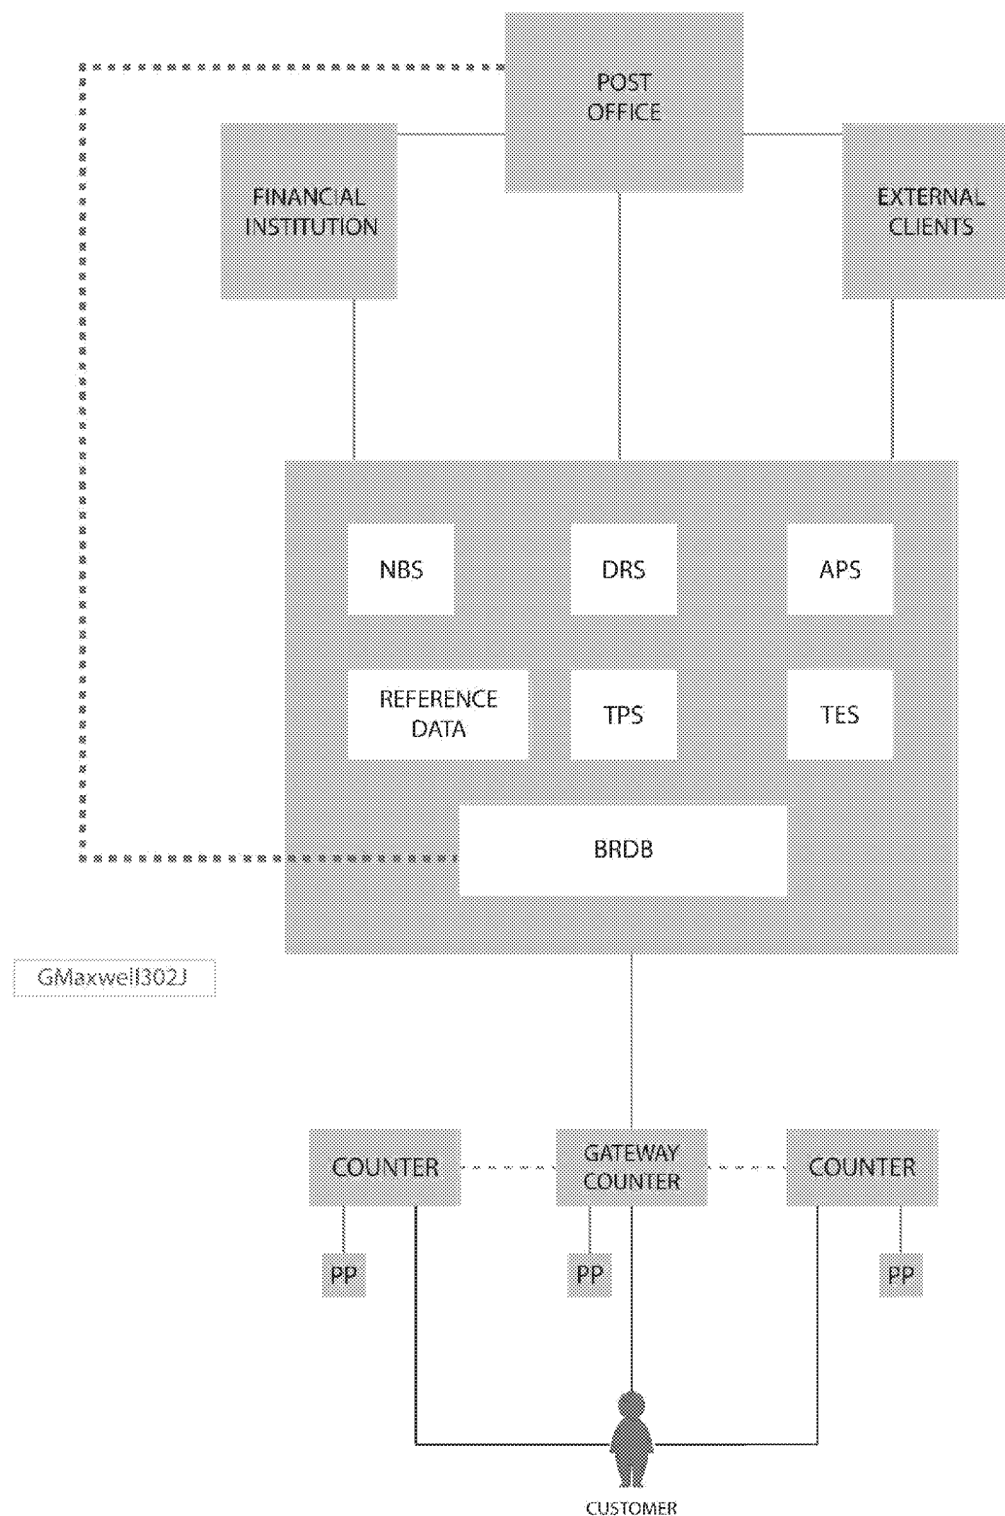 POST
OFFICE
FINANCIAL
INSTITUTION
EXTERNAL
CLIENTS
NBS
DRS
APS
REFERENCE
DATA
TPS
TES
BRDB
GMaxwell302J
COUNTER
GATEWAY
COUNTER
COUNTER
PP
PP
PP
CUSTOMER